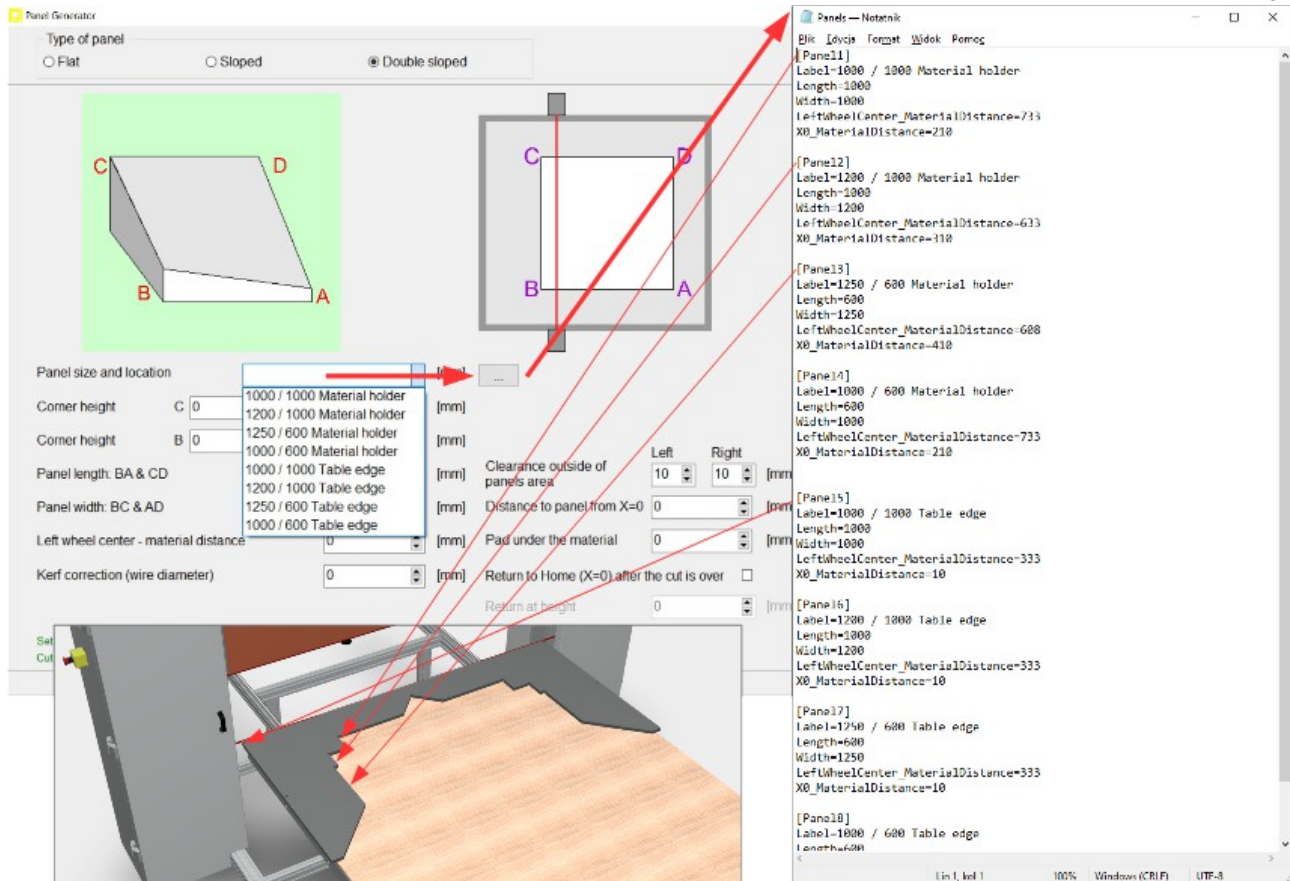 Panel Generator
Type of panel
Flat
Sloped
Double sloped
C
D
B
A
C
D
B
A
Panel size and location
[mm]
...
1000 / 1000 Material holder
1200 / 1000 Material holder
1250 / 600 Material holder
1000 / 600 Material holder
1000 / 1000 Table edge
1200 / 1000 Table edge
1250 / 600 Table edge
1000 / 600 Table edge
Corner height C 0 [mm]
Corner height B 0 [mm]
Panel length: BA & CD [mm]
Panel width: BC & AD [mm]
Left wheel center - material distance 0 [mm]
Kerf correction (wire diameter) 0 [mm]
Left Right
Clearance outside of
panels area 10 10 [mm
Distance to panel from X=0 0 [mm
Pad under the material 0 [mm
Return to Home (X=0) after the cut is over
Return at height 0 [mm
Set
Cut
Panels — Notatnik
Plik Edycja Format Widok Pomoc
[Panel1]
Label=1000 / 1000 Material holder
Length=1000
Width=1000
LeftWheelCenter_MaterialDistance=733
X0_MaterialDistance=210
[Panel2]
Label=1200 / 1000 Material holder
Length=1000
Width=1200
LeftWheelCenter_MaterialDistance=633
X0_MaterialDistance=310
[Panel3]
Label=1250 / 600 Material holder
Length=600
Width=1250
LeftWheelCenter_MaterialDistance=608
X0_MaterialDistance=410
[Panel4]
Label=1000 / 600 Material holder
Length=600
Width=1000
LeftWheelCenter_MaterialDistance=733
X0_MaterialDistance=210
[Panel5]
Label=1000 / 1000 Table edge
Length=1000
Width=1000
LeftWheelCenter_MaterialDistance=333
X0_MaterialDistance=10
[Panel6]
Label=1200 / 1000 Table edge
Length=1000
Width=1200
LeftWheelCenter_MaterialDistance=333
X0_MaterialDistance=10
[Panel7]
Label=1250 / 600 Table edge
Length=600
Width=1250
LeftWheelCenter_MaterialDistance=333
X0_MaterialDistance=10
[Panel8]
Label=1000 / 600 Table edge
Length=600
Lin 1, kol 1 100% Windows (CRLF) UTF-8